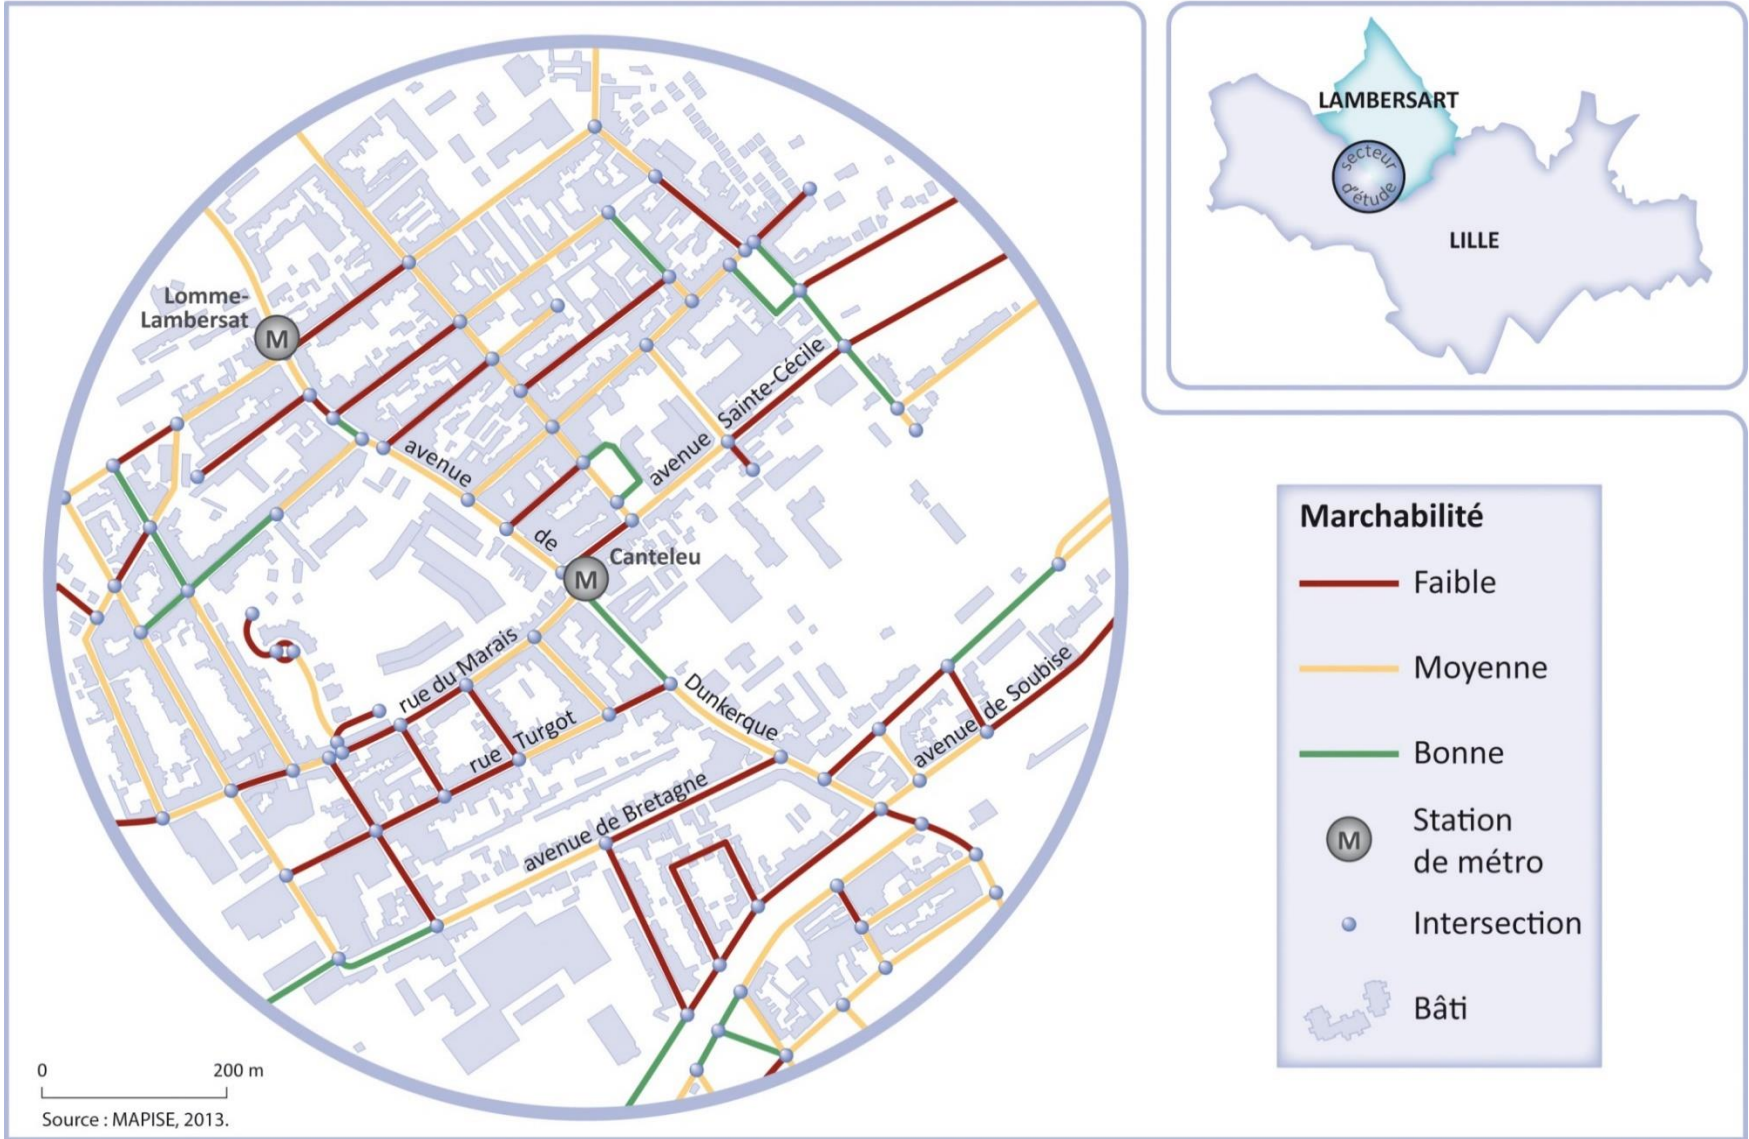 Lomme-
Lambersat
M
avenue
de
Dunkerque
avenue Sainte-Cécile
Canteleu
M
rue du Marais
rue Turgot
avenue de Bretagne
avenue de Soubise
0 200 m
Source : MAPISE, 2013.
LAMBERSART
secteur
d'étude
LILLE
Marchabilité
Faible
Moyenne
Bonne
M
Station
de métro
Intersection
Bâti